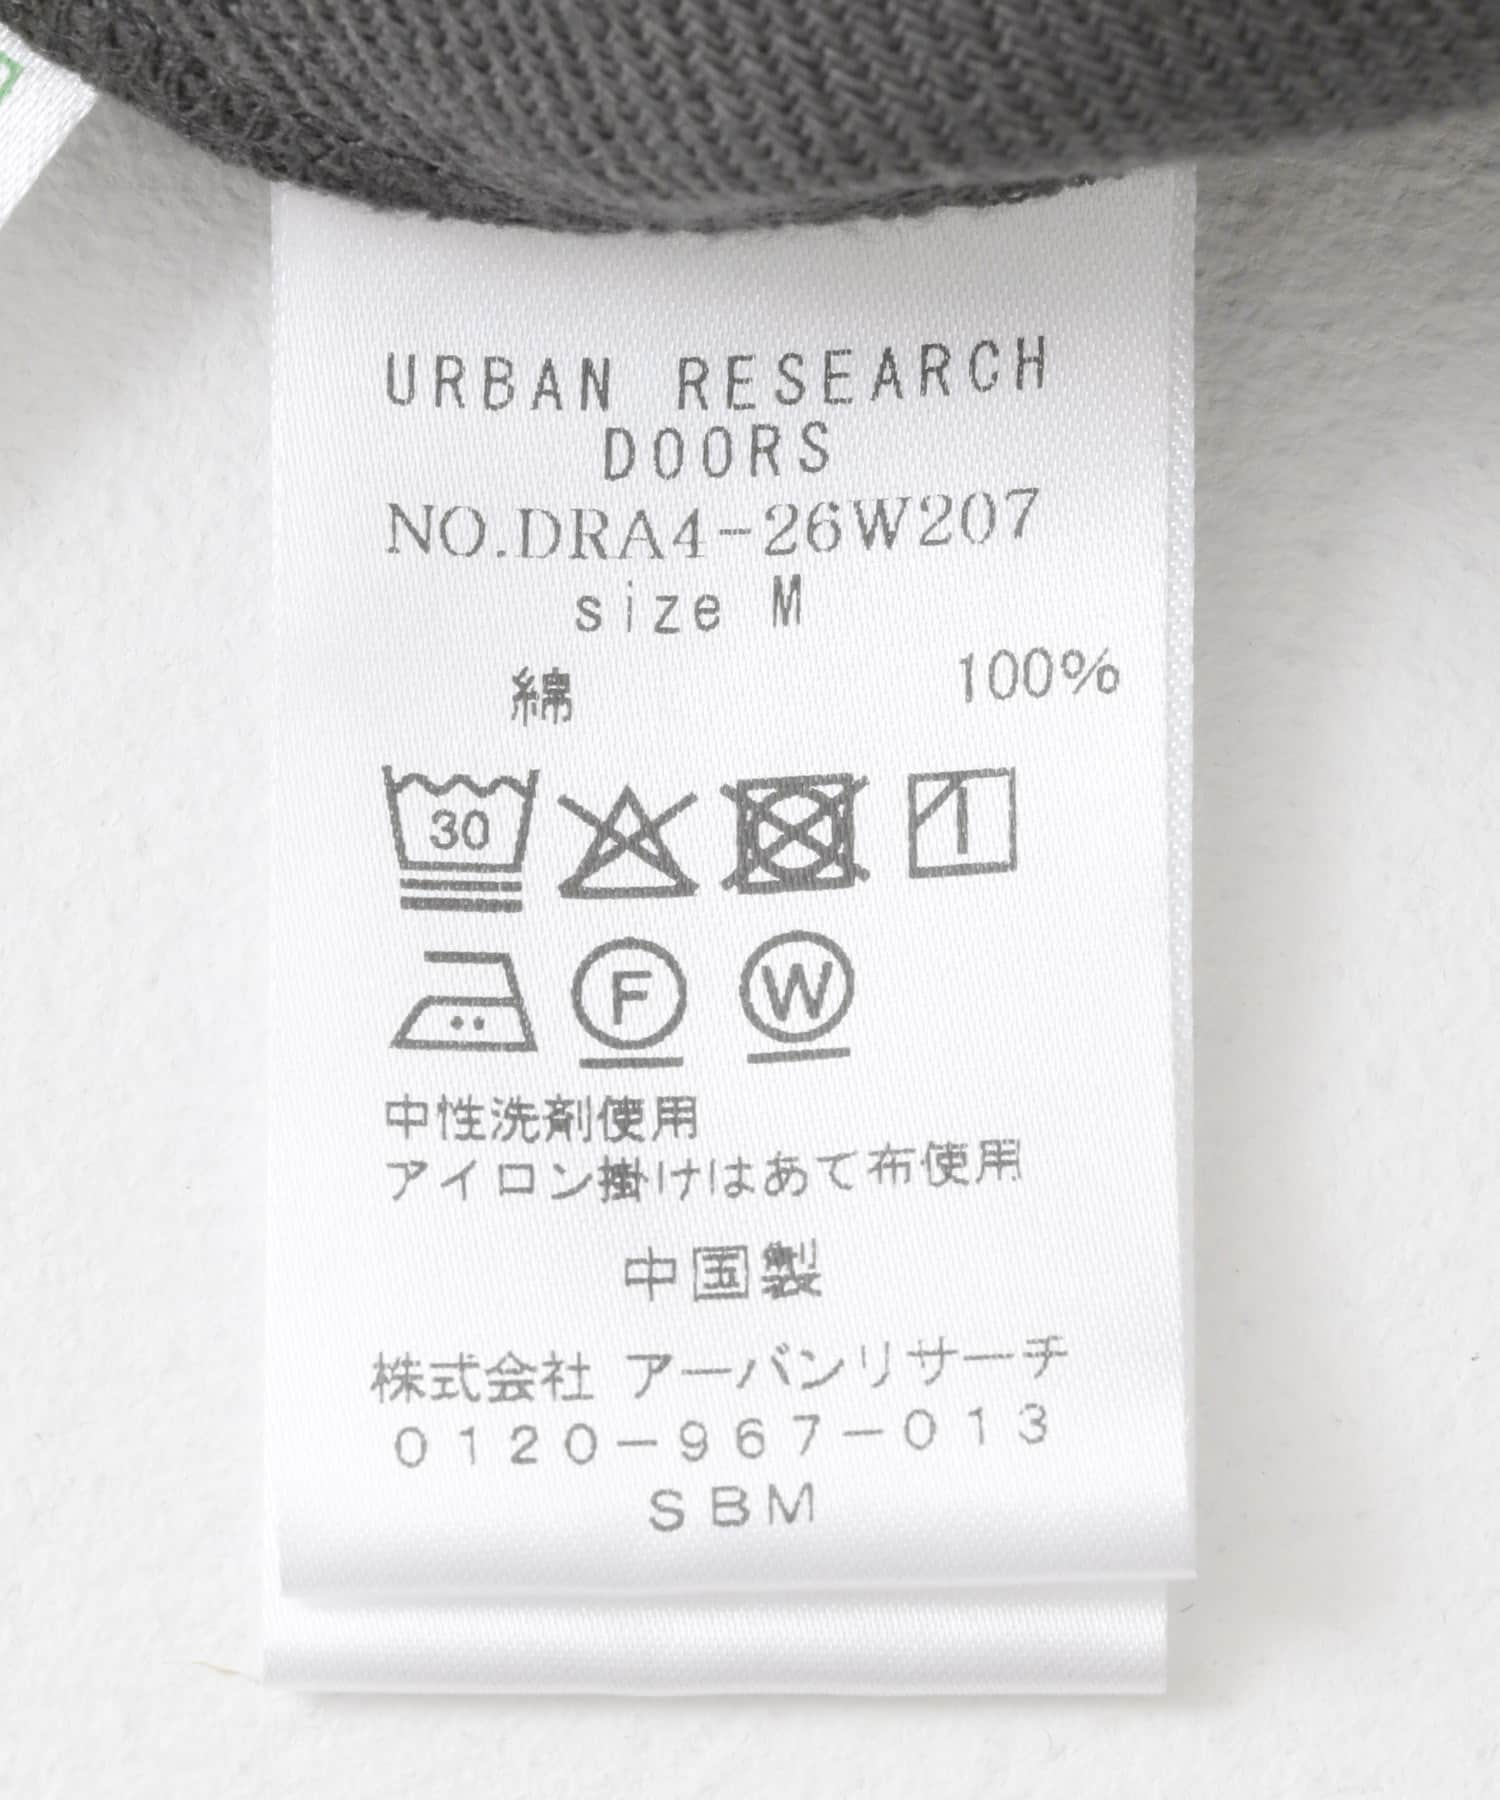 URBAN RESEARCH
DOORS
NO.DRA4-26W207
size M
綿 100%
30
F W
中性洗剤使用
アイロン掛けはあて布使用
中国製
株式会社 アーバンリサーチ
0120-967-013
SBM